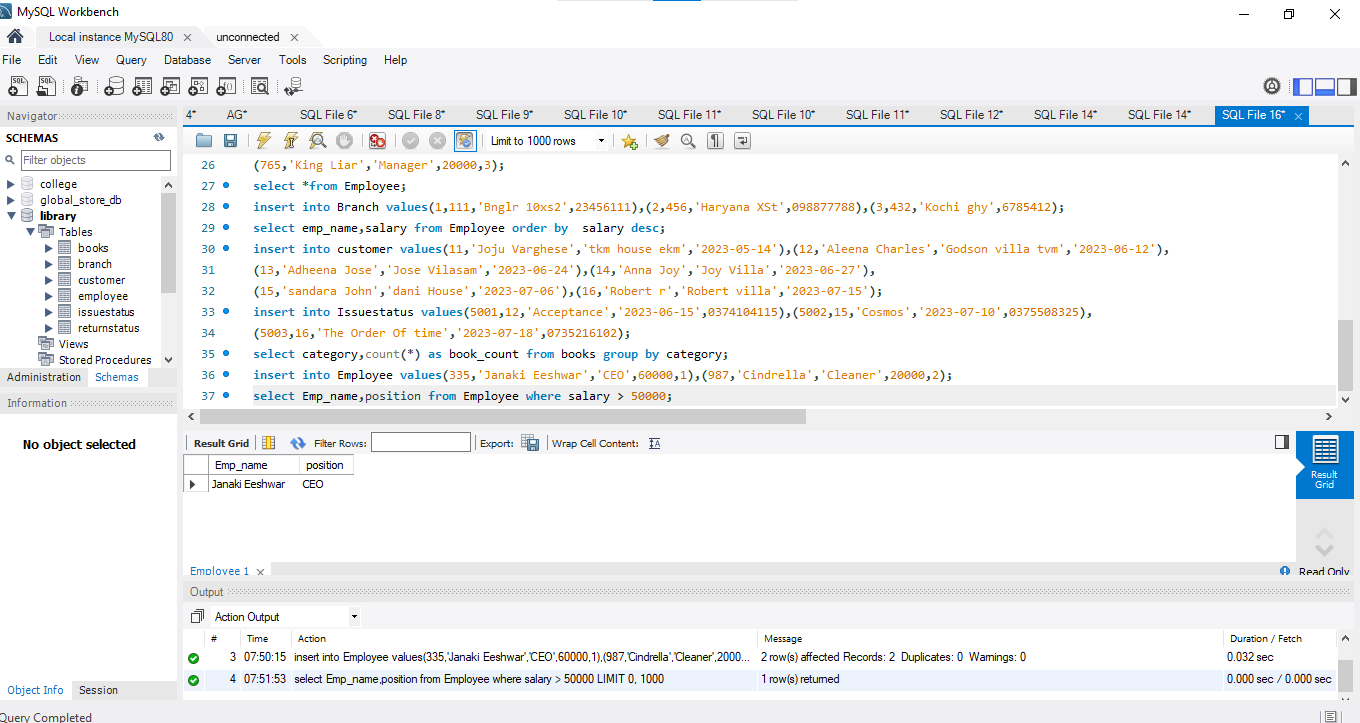 MySQL Workbench
Local instance MySQL80
unconnected
File Edit View Query Database Server Tools Scripting Help
Navigator
SCHEMAS
Filter objects
college
global_store_db
library
Tables
books
branch
customer
employee
issuestatus
returnstatus
Views
Stored Procedures
Administration Schemas
Information
No object selected
Object Info Session
Query Completed
4* AG* SQL File 6* SQL File 8* SQL File 9* SQL File 10* SQL File 11* SQL File 10* SQL File 11* SQL File 12* SQL File 14* SQL File 14* SQL File 16*
Limit to 1000 rows
26 (765,'King Liar','Manager',20000,3);
27 select *from Employee;
28 insert into Branch values(1,111,'Bnglr 10xs2',23456111),(2,456,'Haryana XSt',098877788),(3,432,'Kochi ghy',6785412);
29 select emp_name,salary from Employee order by  salary desc;
30 insert into customer values(11,'Joju Varghese','tkm house ekm','2023-05-14'),(12,'Aleena Charles','Godson villa tvm','2023-06-12'),
31 (13,'Adheena Jose','Jose Vilasam','2023-06-24'),(14,'Anna Joy','Joy Villa','2023-06-27'),
32 (15,'sandara John','dani House','2023-07-06'),(16,'Robert r','Robert villa','2023-07-15');
33 insert into Issuestatus values(5001,12,'Acceptance','2023-06-15',0374104115),(5002,15,'Cosmos','2023-07-10',0375508325),
34 (5003,16,'The Order Of time','2023-07-18',0735216102);
35 select category,count(*) as book_count from books group by category;
36 insert into Employee values(335,'Janaki Eeshwar','CEO',60000,1),(987,'Cindrella','Cleaner',20000,2);
37 select Emp_name,position from Employee where salary > 50000;
Result Grid Filter Rows: Export: Wrap Cell Content:
Emp_name position
Janaki Eeshwar CEO
Result Grid
Employee 1
Read Only
Output
Action Output
# Time Action Message Duration / Fetch
3 07:50:15 insert into Employee values(335,'Janaki Eeshwar','CEO',60000,1),(987,'Cindrella','Cleaner',2000... 2 row(s) affected Records: 2  Duplicates: 0  Warnings: 0 0.032 sec
4 07:51:53 select Emp_name,position from Employee where salary > 50000 LIMIT 0, 1000 1 row(s) returned 0.000 sec / 0.000 sec